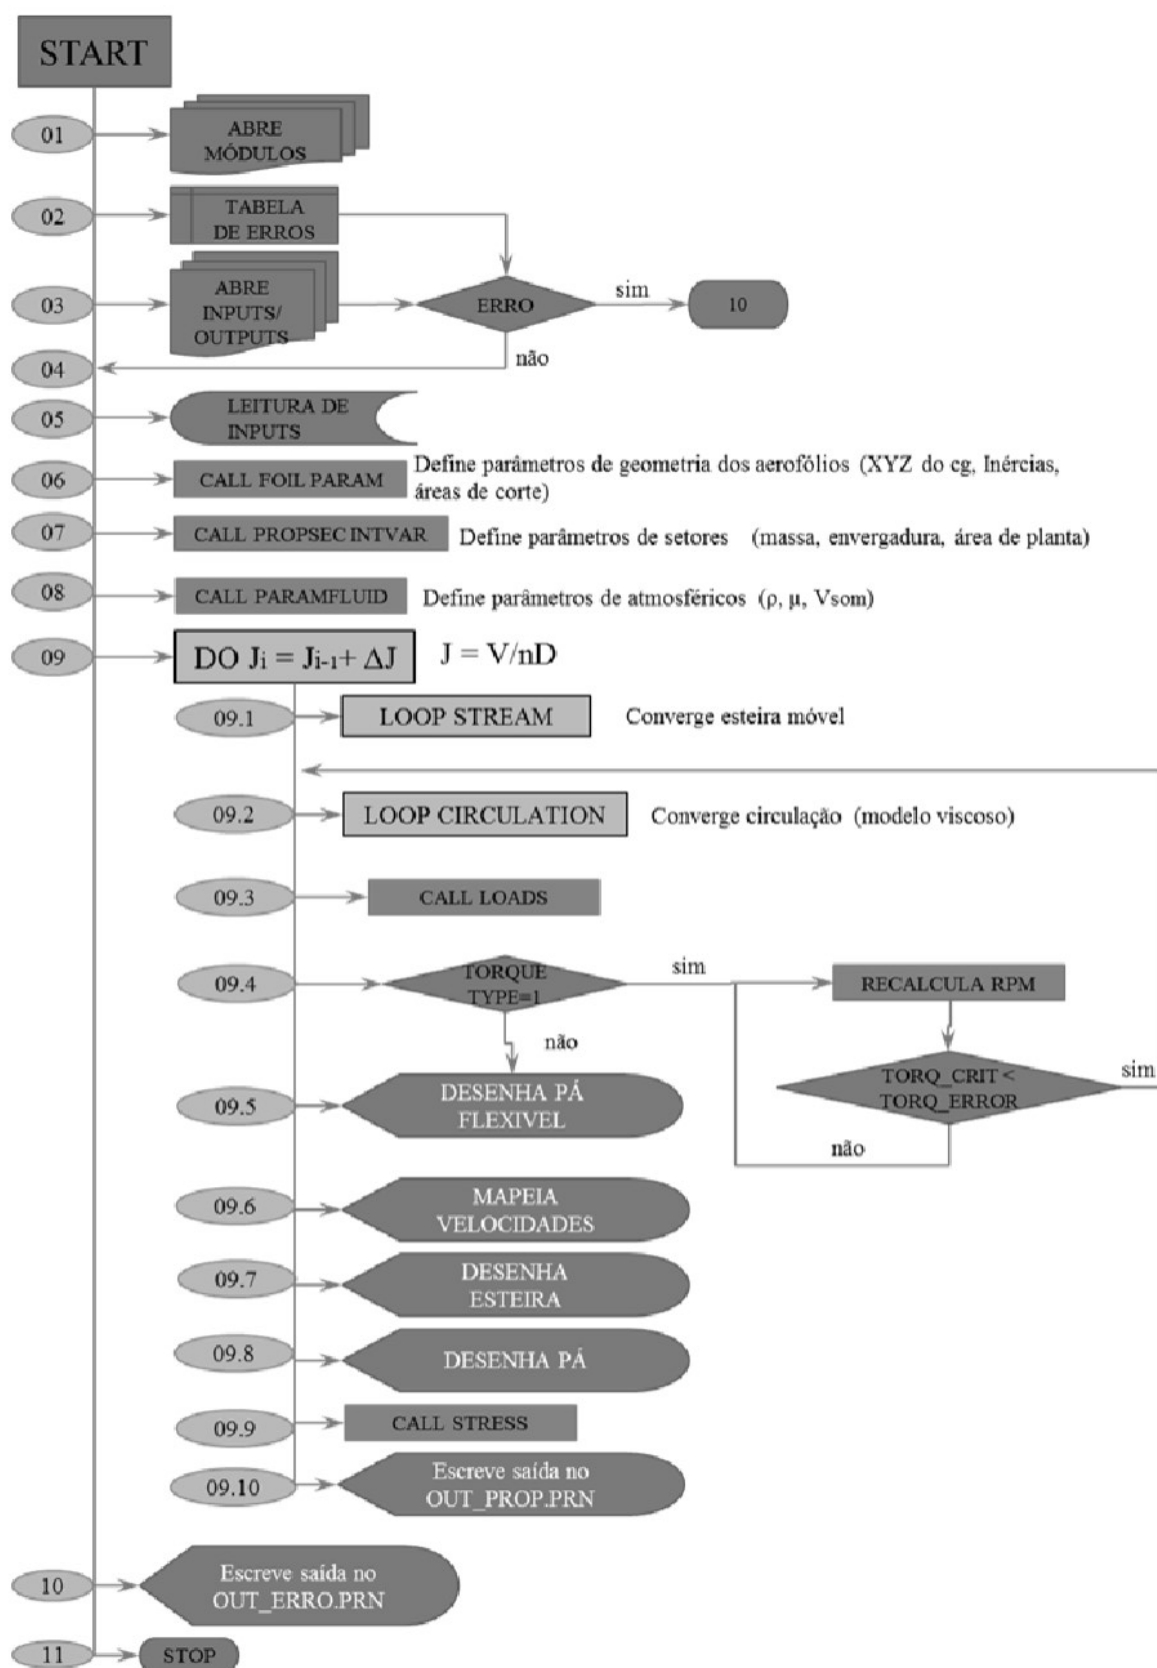 START
01
ABRE
MÓDULOS
02
TABELA
DE ERROS
03
ABRE
INPUTS/
OUTPUTS
ERRO
sim
10
não
04
05
LEITURA DE
INPUTS
06
CALL FOIL PARAM
Define parâmetros de geometria dos aerofólios (XYZ do cg, Inércias,
áreas de corte)
07
CALL PROPSEC INTVAR
Define parâmetros de setores (massa, envergadura, área de planta)
08
CALL PARAMFLUID
Define parâmetros de atmosféricos (ρ, μ, Vsom)
09
DO Ji = Ji-1+ ΔJ
J = V/nD
09.1
LOOP STREAM
Converge esteira móvel
09.2
LOOP CIRCULATION
Converge circulação (modelo viscoso)
09.3
CALL LOADS
09.4
TORQUE
TYPE=1
sim
RECALCULA RPM
não
TORQ_CRIT <
TORQ_ERROR
sim
não
09.5
DESENHA PÁ
FLEXIVEL
09.6
MAPEIA
VELOCIDADES
09.7
DESENHA
ESTEIRA
09.8
DESENHA PÁ
09.9
CALL STRESS
09.10
Escreve saída no
OUT_PROP.PRN
10
Escreve saída no
OUT_ERRO.PRN
11
STOP